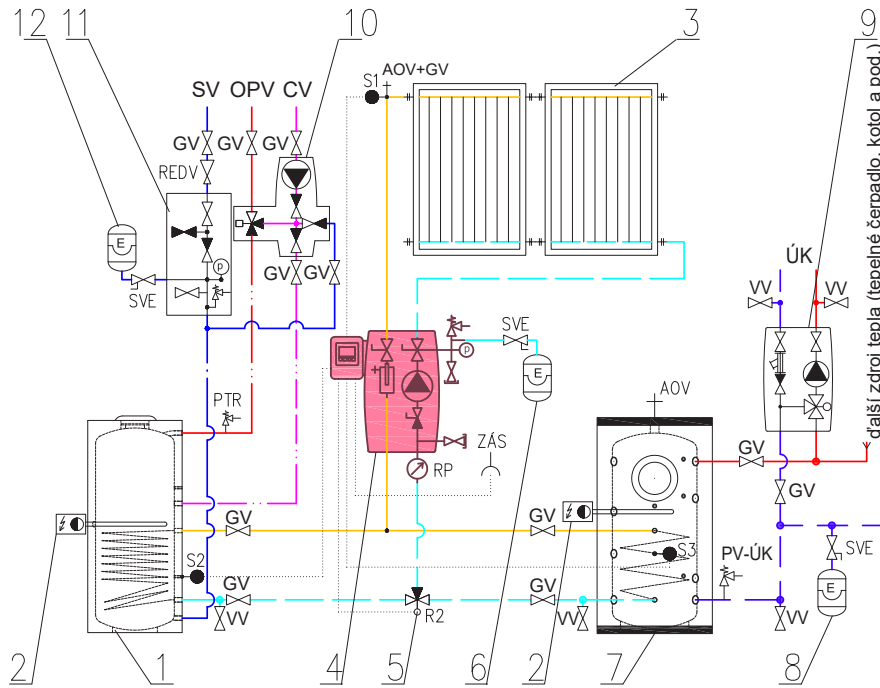 12
11
10
3
9
SV
OPV
CV
S1
AOV+GV
GV
GV
GV
REDV
ďalší zdroj tepla (tepelné čerpadlo, kotol a pod.)
ÚK
E
p
GV
GV
SVE
VV
VV
SVE
p
E
PTR
AOV
ZÁS
RP
GV
GV
GV
GV
S2
S3
SVE
GV
GV
PV-ÚK
E
VV
R2
VV
VV
2
1
4
5
6
2
7
8